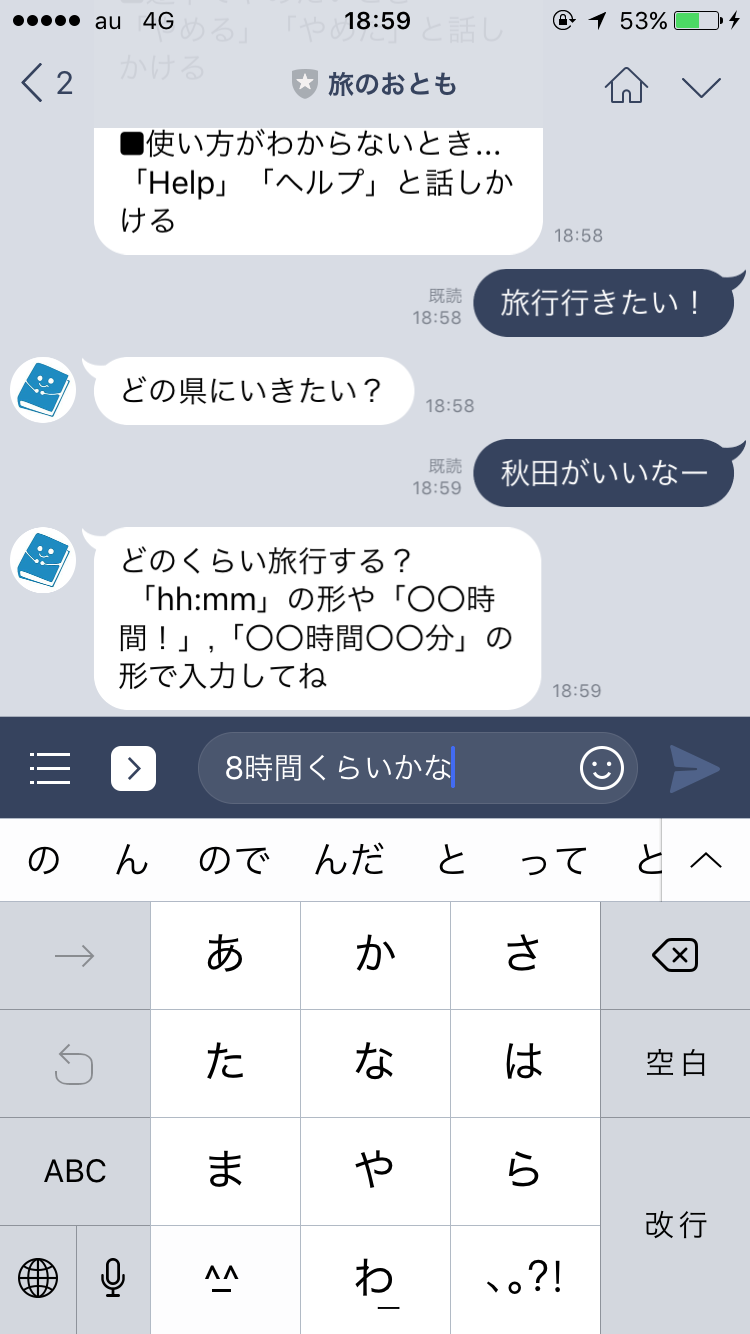 au 4G 18:59 53%
「やめる」「やめた」と話し
かける
2 旅のおとも
■使い方がわからないとき...
「Help」「ヘルプ」と話しか
ける
18:58
既読
18:58
旅行行きたい！
どの県にいきたい？
18:58
既読
18:59
秋田がいいなー
どのくらい旅行する？
「hh:mm」の形や「〇〇時
間！」,「〇〇時間〇〇分」の
形で入力してね
18:59
8時間くらいかな
の ん ので んだ と って と
→ あ か さ
た な は 空白
ABC ま や ら 改行
^_^ わ_ 、。?!